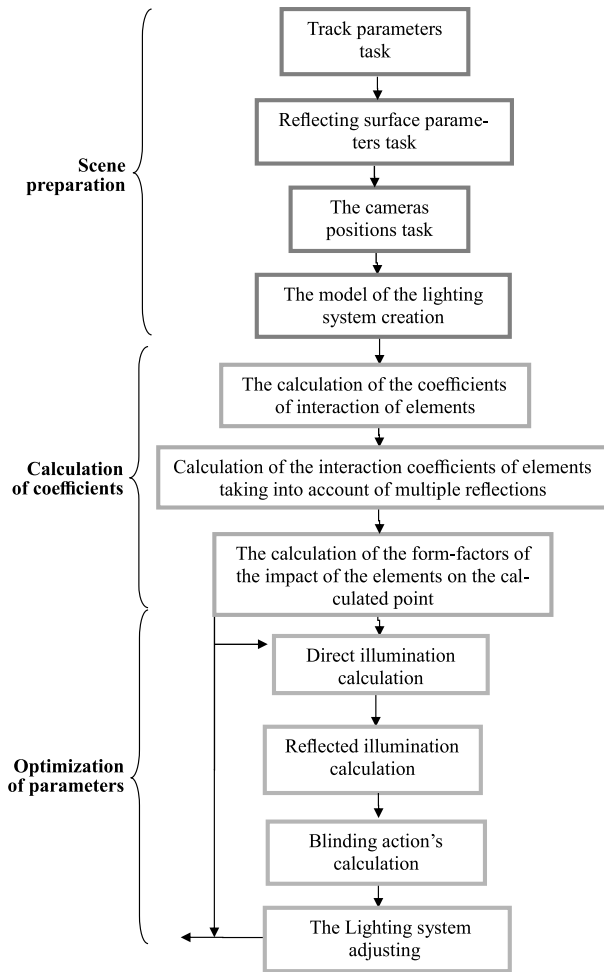 Track parameters
task
Reflecting surface parame-
ters task
Scene
preparation
The cameras
positions task
The model of the lighting
system creation
The calculation of the coefficients
of interaction of elements
Calculation
of coefficients
Calculation of the interaction coefficients of elements
taking into account of multiple reflections
The calculation of the form-factors of
the impact of the elements on the cal-
culated point
Direct illumination
calculation
Reflected illumination
calculation
Optimization
of parameters
Blinding action’s
calculation
The Lighting system
adjusting